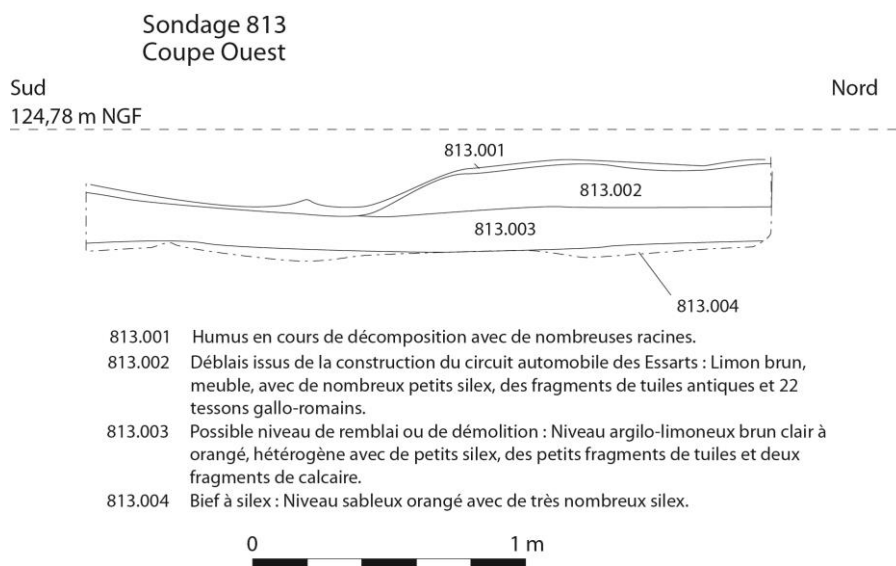 Sondage 813
Coupe Ouest
Sud
Nord
124,78 m NGF
813.001
813.002
813.003
813.004
813.001 Humus en cours de décomposition avec de nombreuses racines.
813.002 Déblais issus de la construction du circuit automobile des Essarts : Limon brun,
meuble, avec de nombreux petits silex, des fragments de tuiles antiques et 22
tessons gallo-romains.
813.003 Possible niveau de remblai ou de démolition : Niveau argilo-limoneux brun clair à
orangé, hétérogène avec de petits silex, des petits fragments de tuiles et deux
fragments de calcaire.
813.004 Bief à silex : Niveau sableux orangé avec de très nombreux silex.
0 1 m